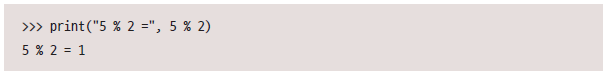 >>> print("5 % 2 =", 5 % 2)
5 % 2 = 1